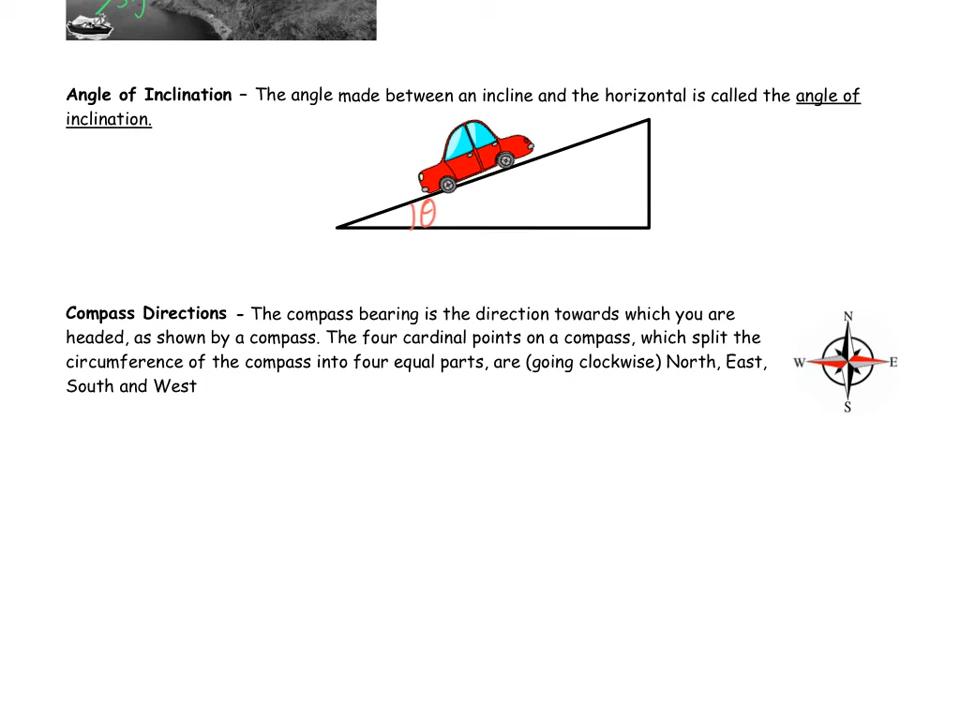 Angle of Inclination – The angle made between an incline and the horizontal is called the angle of
inclination.
θ
Compass Directions - The compass bearing is the direction towards which you are
headed, as shown by a compass. The four cardinal points on a compass, which split the
circumference of the compass into four equal parts, are (going clockwise) North, East,
South and West
N
W E
S